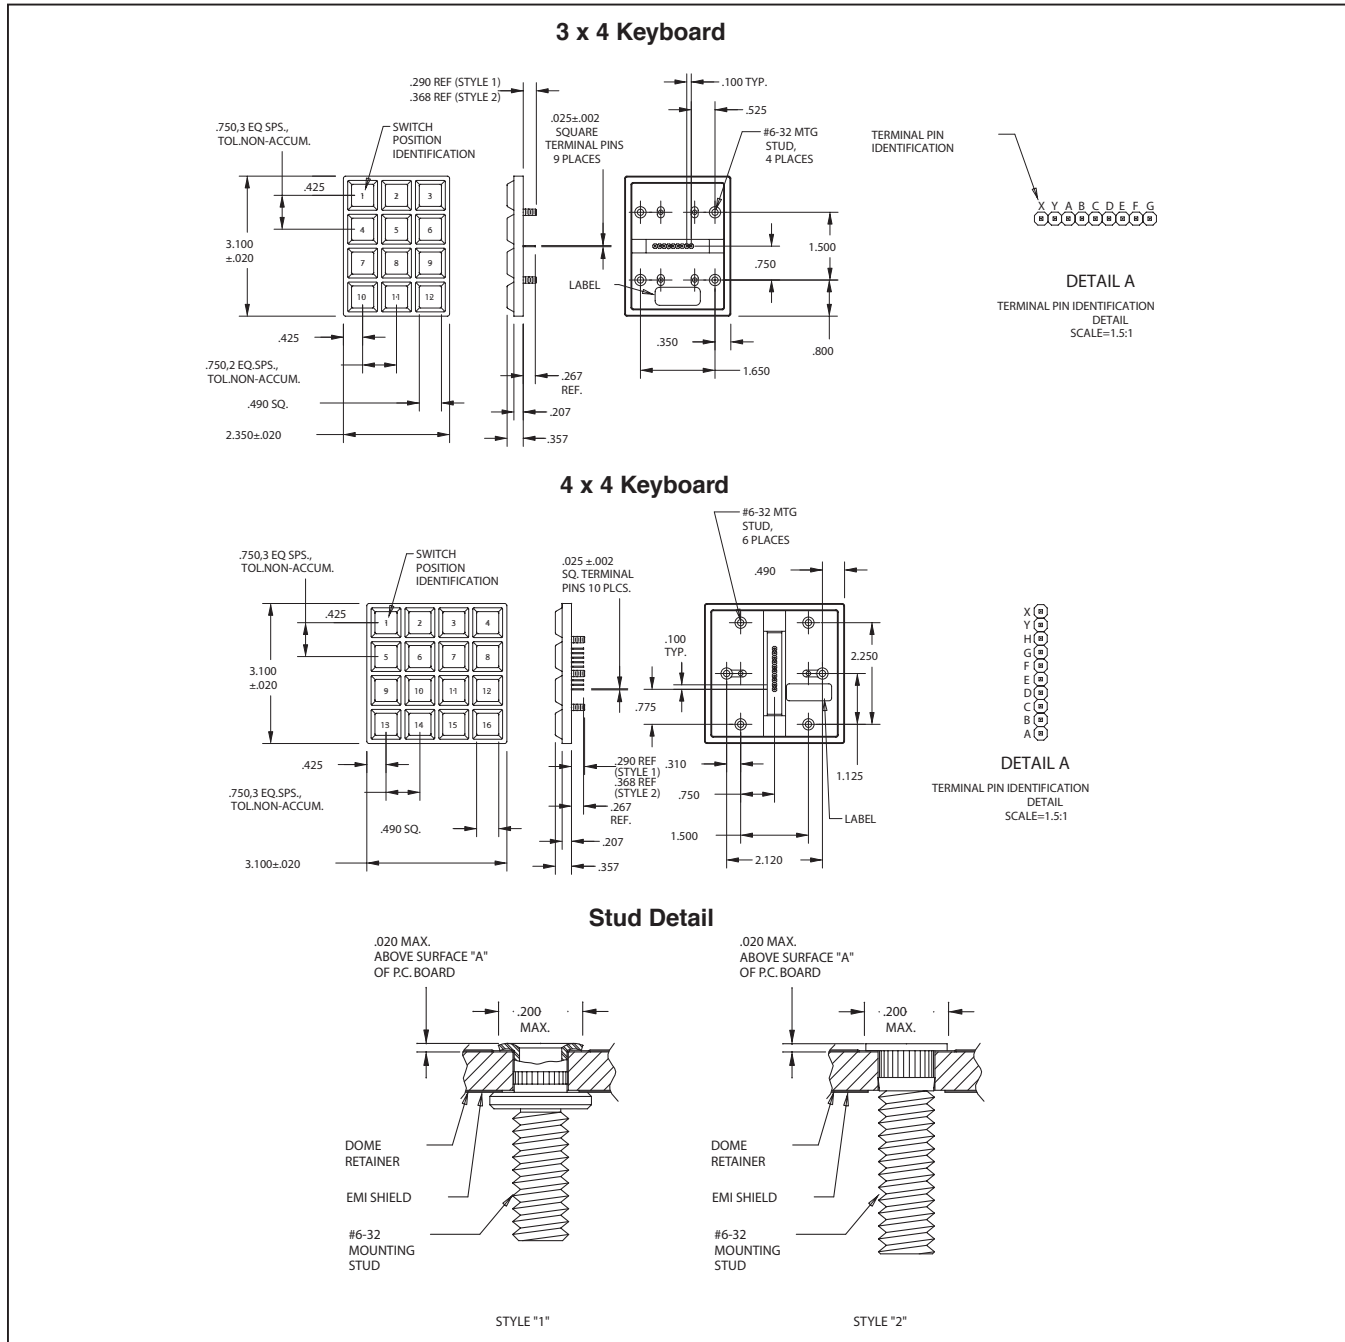 3 x 4 Keyboard
.290 REF (STYLE 1)
.368 REF (STYLE 2)
.100 TYP.
.525
.750,3 EQ SPS.,
TOL.NON-ACCUM.
SWITCH
POSITION
IDENTIFICATION
.025±.002
SQUARE
TERMINAL PINS
9 PLACES
#6-32 MTG
STUD,
4 PLACES
TERMINAL PIN
IDENTIFICATION
.425
1 2 3
4 5 6
7 8 9
10 11 12
3.100
±.020
X Y A B C D E F G
1.500
.750
LABEL
DETAIL A
TERMINAL PIN IDENTIFICATION
DETAIL
SCALE=1.5:1
.425
.350
.800
.750,2 EQ.SPS.,
TOL.NON-ACCUM.
.267
REF.
1.650
.490 SQ.
.207
2.350±.020
.357
4 x 4 Keyboard
#6-32 MTG
STUD,
6 PLACES
.750,3 EQ SPS.,
TOL.NON-ACCUM.
SWITCH
POSITION
IDENTIFICATION
.025 ±.002
SQ. TERMINAL
PINS 10 PLCS.
.490
.425
1 2 3 4
5 6 7 8
9 10 11 12
13 14 15 16
3.100
±.020
.100
TYP.
2.250
.775
X
Y
H
G
F
E
D
C
B
A
.425
.290 REF
(STYLE 1)
.368 REF
(STYLE 2)
.310
1.125
DETAIL A
TERMINAL PIN IDENTIFICATION
DETAIL
SCALE=1.5:1
.750,3 EQ.SPS.,
TOL.NON-ACCUM.
.267
REF.
.750
LABEL
.490 SQ.
.207
1.500
3.100±.020
.357
2.120
Stud Detail
.020 MAX.
ABOVE SURFACE "A"
OF P.C. BOARD
.200
MAX.
DOME
RETAINER
EMI SHIELD
#6-32
MOUNTING
STUD
STYLE "1"
.020 MAX.
ABOVE SURFACE "A"
OF P.C. BOARD
.200
MAX.
DOME
RETAINER
EMI SHIELD
#6-32
MOUNTING
STUD
STYLE "2"